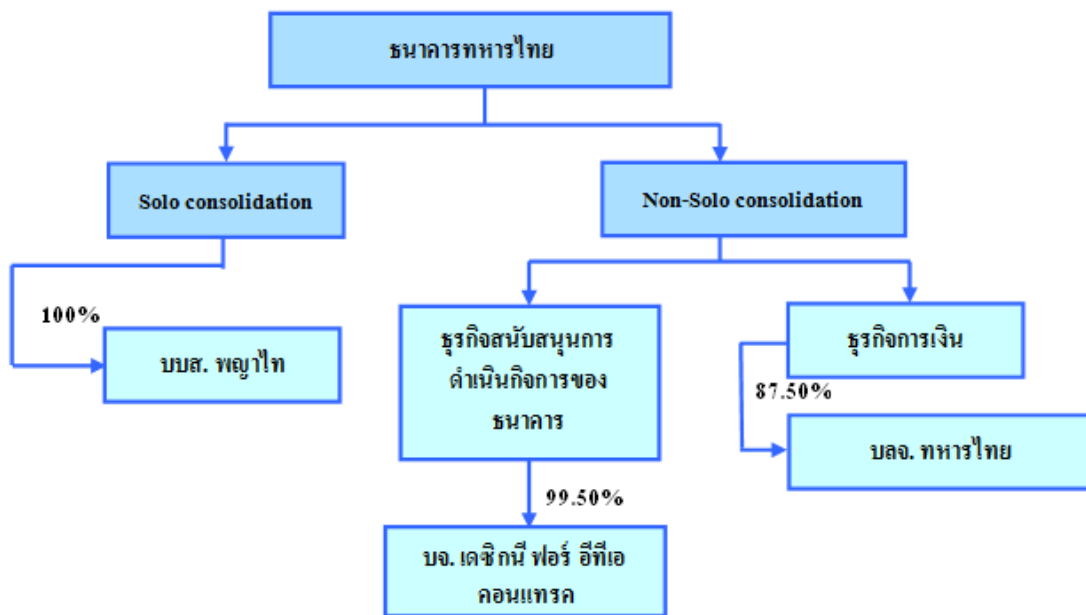 ธนาคารทหารไทย
Solo consolidation
Non-Solo consolidation
100%
บบส. พญาไท
ธุรกิจสนับสนุนการ
ดำเนินกิจการของ
ธนาคาร
ธุรกิจการเงิน
87.50%
บลจ. ทหารไทย
99.50%
บจ. เดซิกนี ฟอร์ อีทีเอ
คอนแทรค